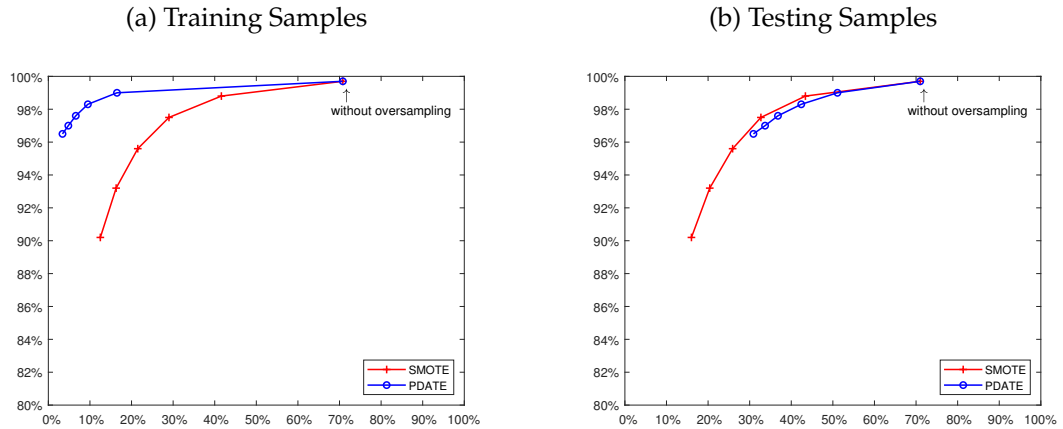 (a) Training Samples
100%
98%
96%
94%
92%
90%
88%
86%
84%
82%
80%
0% 10% 20% 30% 40% 50% 60% 70% 80% 90% 100%
↑
without oversampling
SMOTE
PDATE
(b) Testing Samples
100%
98%
96%
94%
92%
90%
88%
86%
84%
82%
80%
0% 10% 20% 30% 40% 50% 60% 70% 80% 90% 100%
↑
without oversampling
SMOTE
PDATE